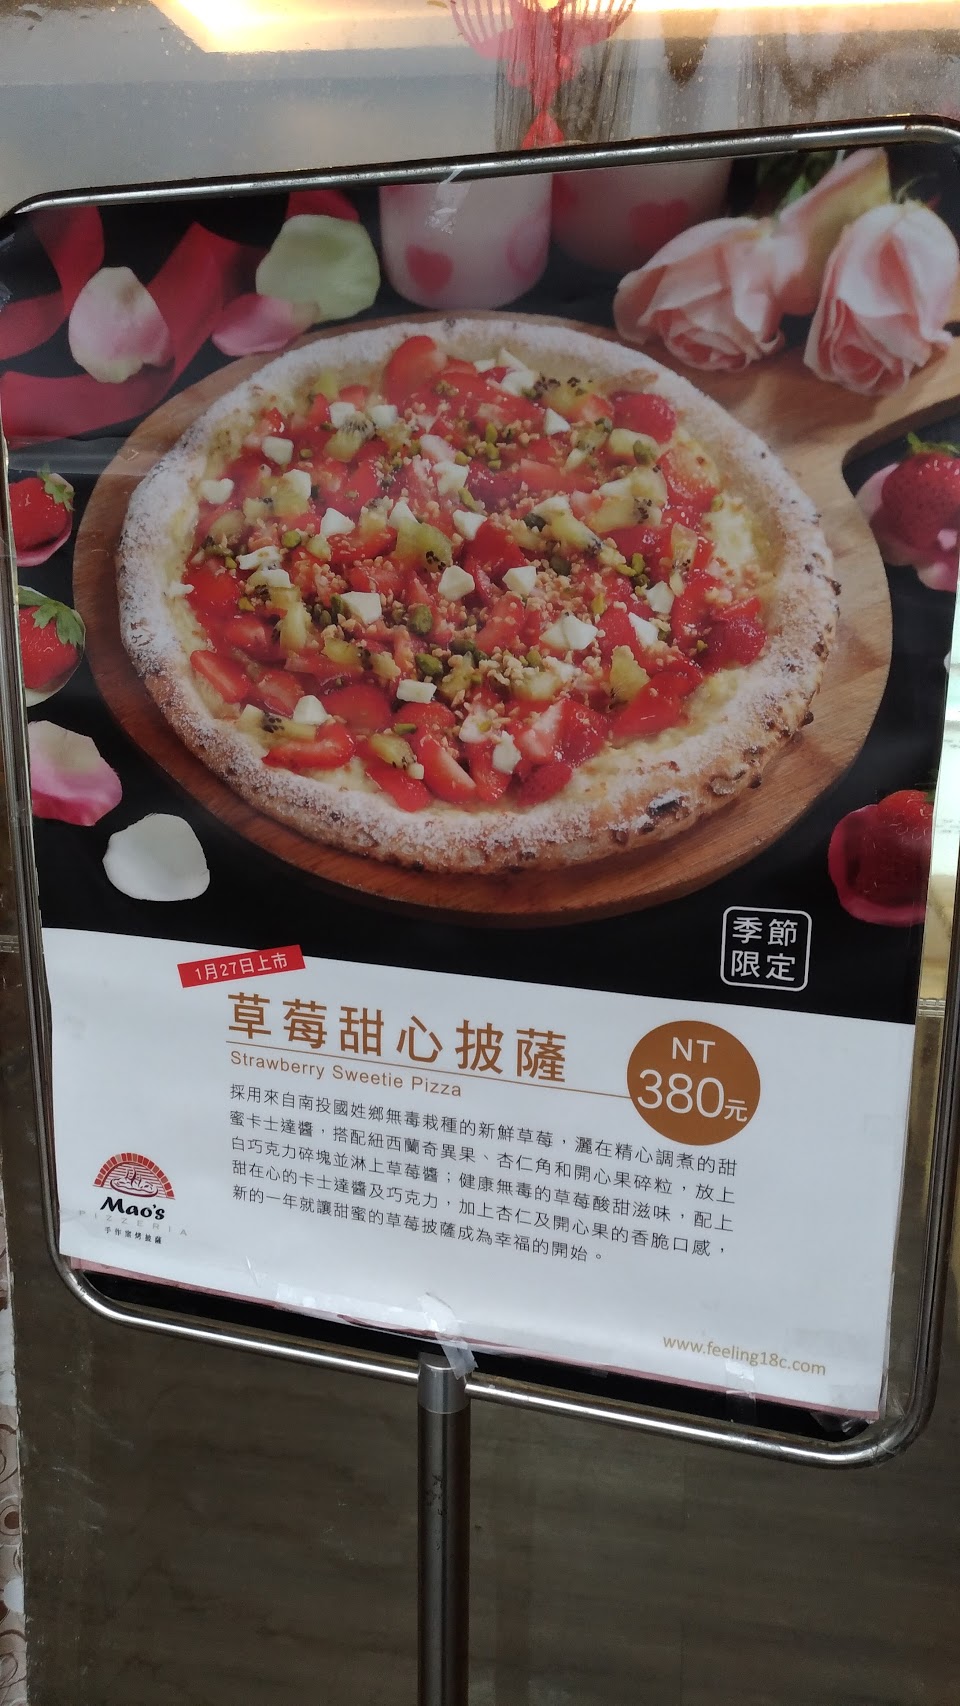 季節
限定
1月27日上市
草莓甜心披薩
Strawberry Sweetie Pizza
NT
380元
採用來自南投國姓鄉無毒栽種的新鮮草莓，灑在精心調煮的甜
蜜卡士達醬，搭配紐西蘭奇異果、杏仁角和開心果碎粒，放上
白巧克力碎塊並淋上草莓醬；健康無毒的草莓酸甜滋味，配上
甜在心的卡士達醬及巧克力，加上杏仁及開心果的香脆口感，
新的一年就讓甜蜜的草莓披薩成為幸福的開始。
Mao's
PIZZERIA
手作窯烤披薩
www.feeling18c.com